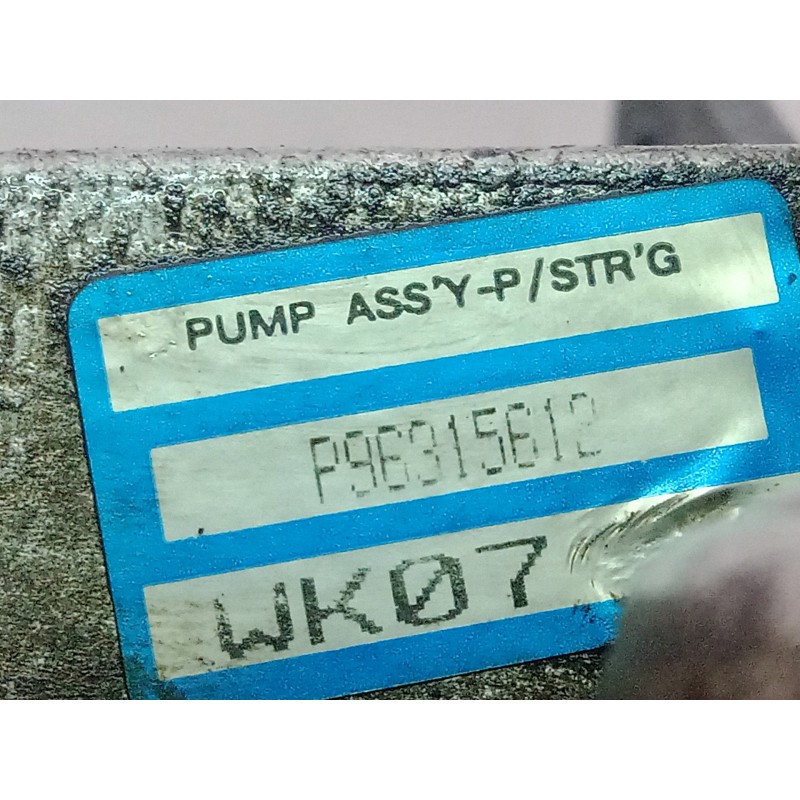 PUMP ASS'Y-P/STR'G
P96315612
WK07